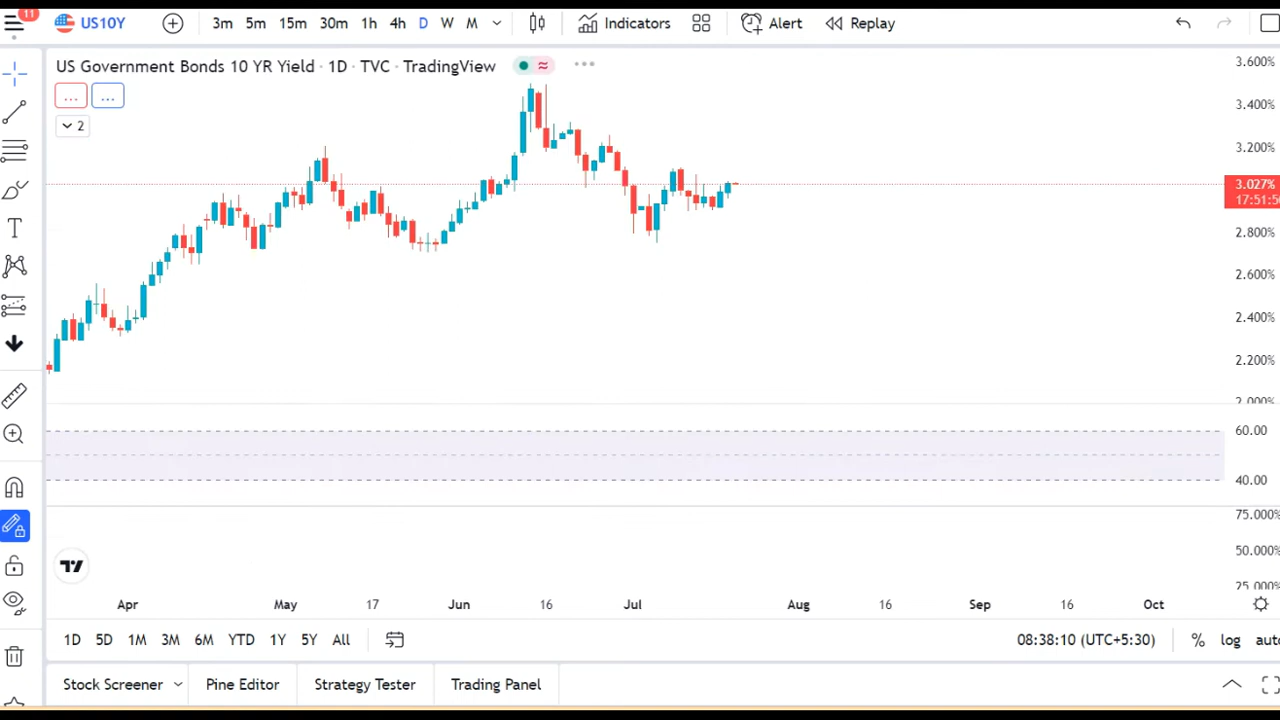 11
US10Y
3m 5m 15m 30m 1h 4h D W M
Indicators
Alert
Replay
US Government Bonds 10 YR Yield · 1D · TVC · TradingView
...
...
2
T
3.600%
3.400%
3.200%
3.027%
2.800%
2.600%
2.400%
2.200%
2.000%
60.00
40.00
75.000%
50.000%
25.000%
Apr May 17 Jun 16 Jul Aug 16 Sep 16 Oct
1D 5D 1M 3M 6M YTD 1Y 5Y All
08:38:10 (UTC+5:30) % log auto
Stock Screener Pine Editor Strategy Tester Trading Panel